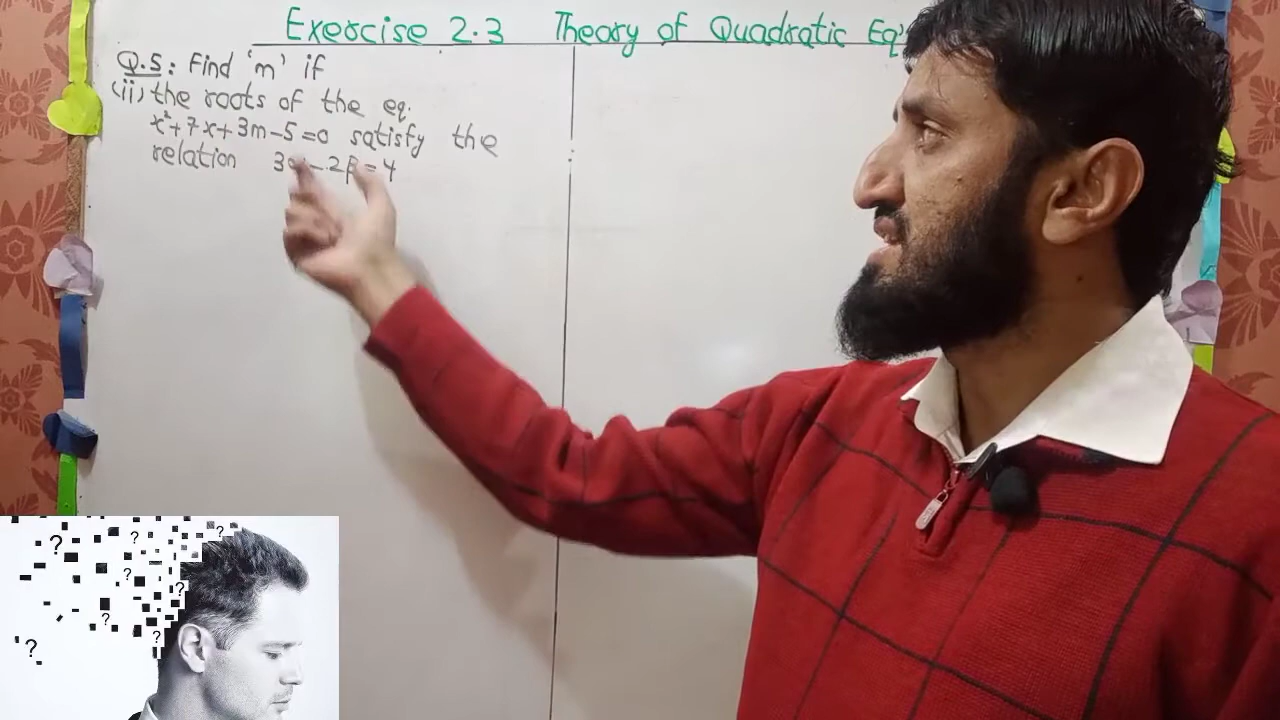 Exercise 2.3 Theory of Quadratic Eq
Q.5: Find 'm' if
(ii) the roots of the eq.
x²+7x+3m-5=0 satisfy the
relation 3α-2β=4
? ? ? ? ? ? ?